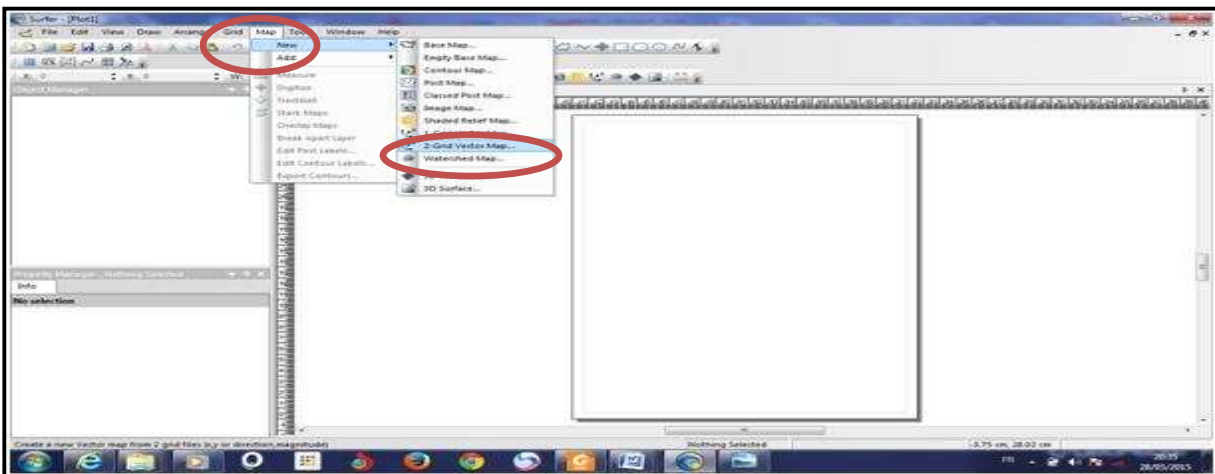 Surfer - [Plot1]
File Edit View Draw Arrange Grid Map Tools Window Help
New
Add
Measure
Digitize
Trackball
Stack Maps
Overlay Maps
Break Apart Layer
Edit Post Labels...
Edit Contour Labels...
Export Contours...
Base Map...
Empty Base Map...
Contour Map...
Post Map...
Classed Post Map...
Image Map...
Shaded Relief Map...
2-Grid Vector Map...
Watershed Map...
3D Surface...
Object Manager
Property Manager - Nothing Selected
Info
No selection
Create a new Vector map from 2 grid files (x,y or direction,magnitude)
Nothing Selected
-3.75 cm, 28.02 cm
20:35
28/05/2015